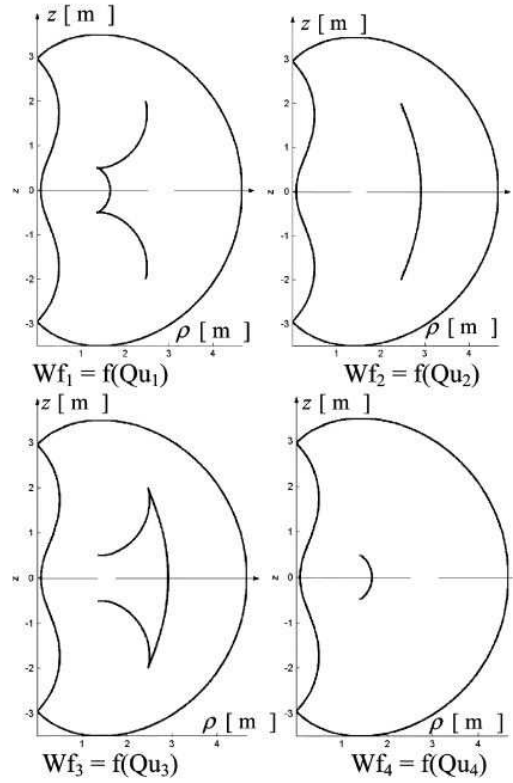 z [ m ]
3
2
1
z 0
-1
-2
-3
ρ [ m ]
1 2 3 4
Wf₁ = f(Qu₁)
z [ m ]
3
2
1
z 0
-1
-2
-3
ρ [ m ]
1 2 3 4
Wf₂ = f(Qu₂)
z [ m ]
3
2
1
z 0
-1
-2
-3
ρ [ m ]
1 2 3 4
Wf₃ = f(Qu₃)
z [ m ]
3
2
1
z 0
-1
-2
-3
ρ [ m ]
1 2 3 4
Wf₄ = f(Qu₄)